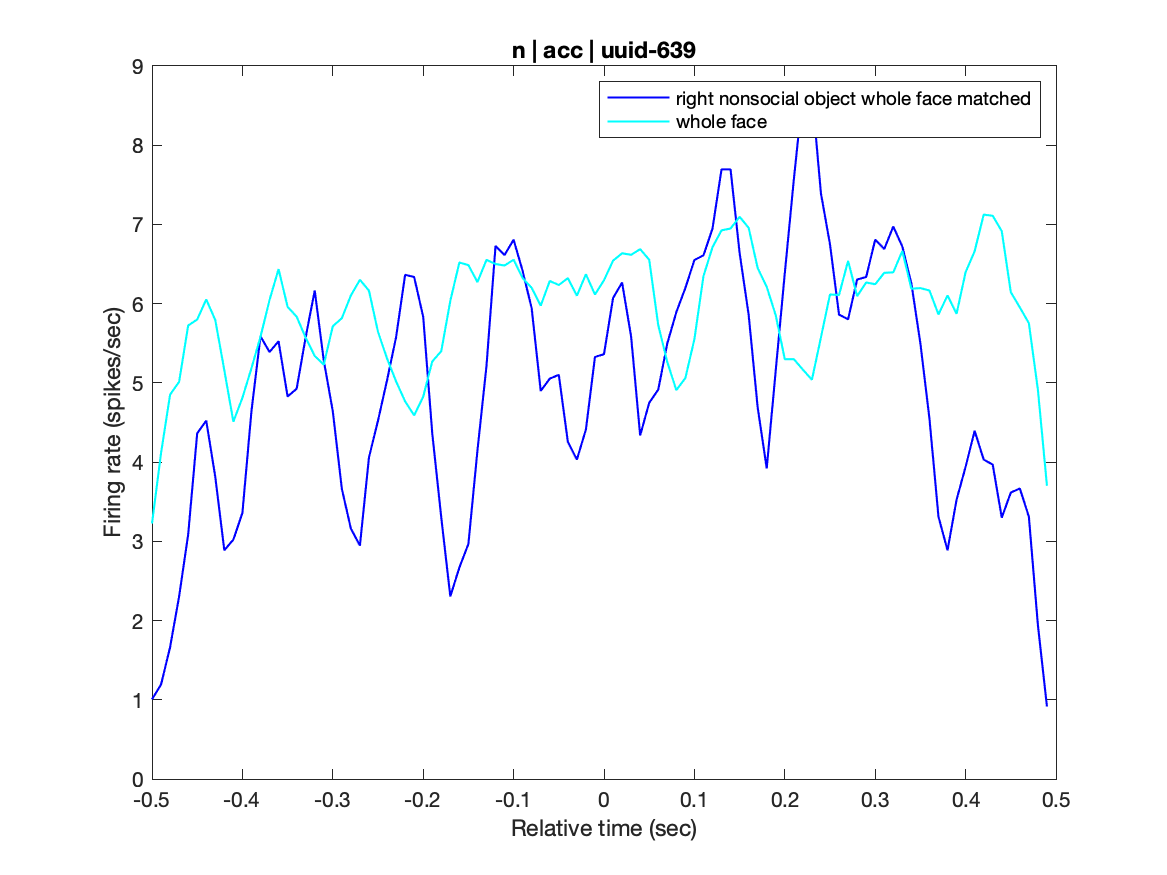 n | acc | uuid-639
right nonsocial object whole face matched
whole face
Firing rate (spikes/sec)
9
8
7
6
5
4
3
2
1
0
-0.5 -0.4 -0.3 -0.2 -0.1 0 0.1 0.2 0.3 0.4 0.5
Relative time (sec)